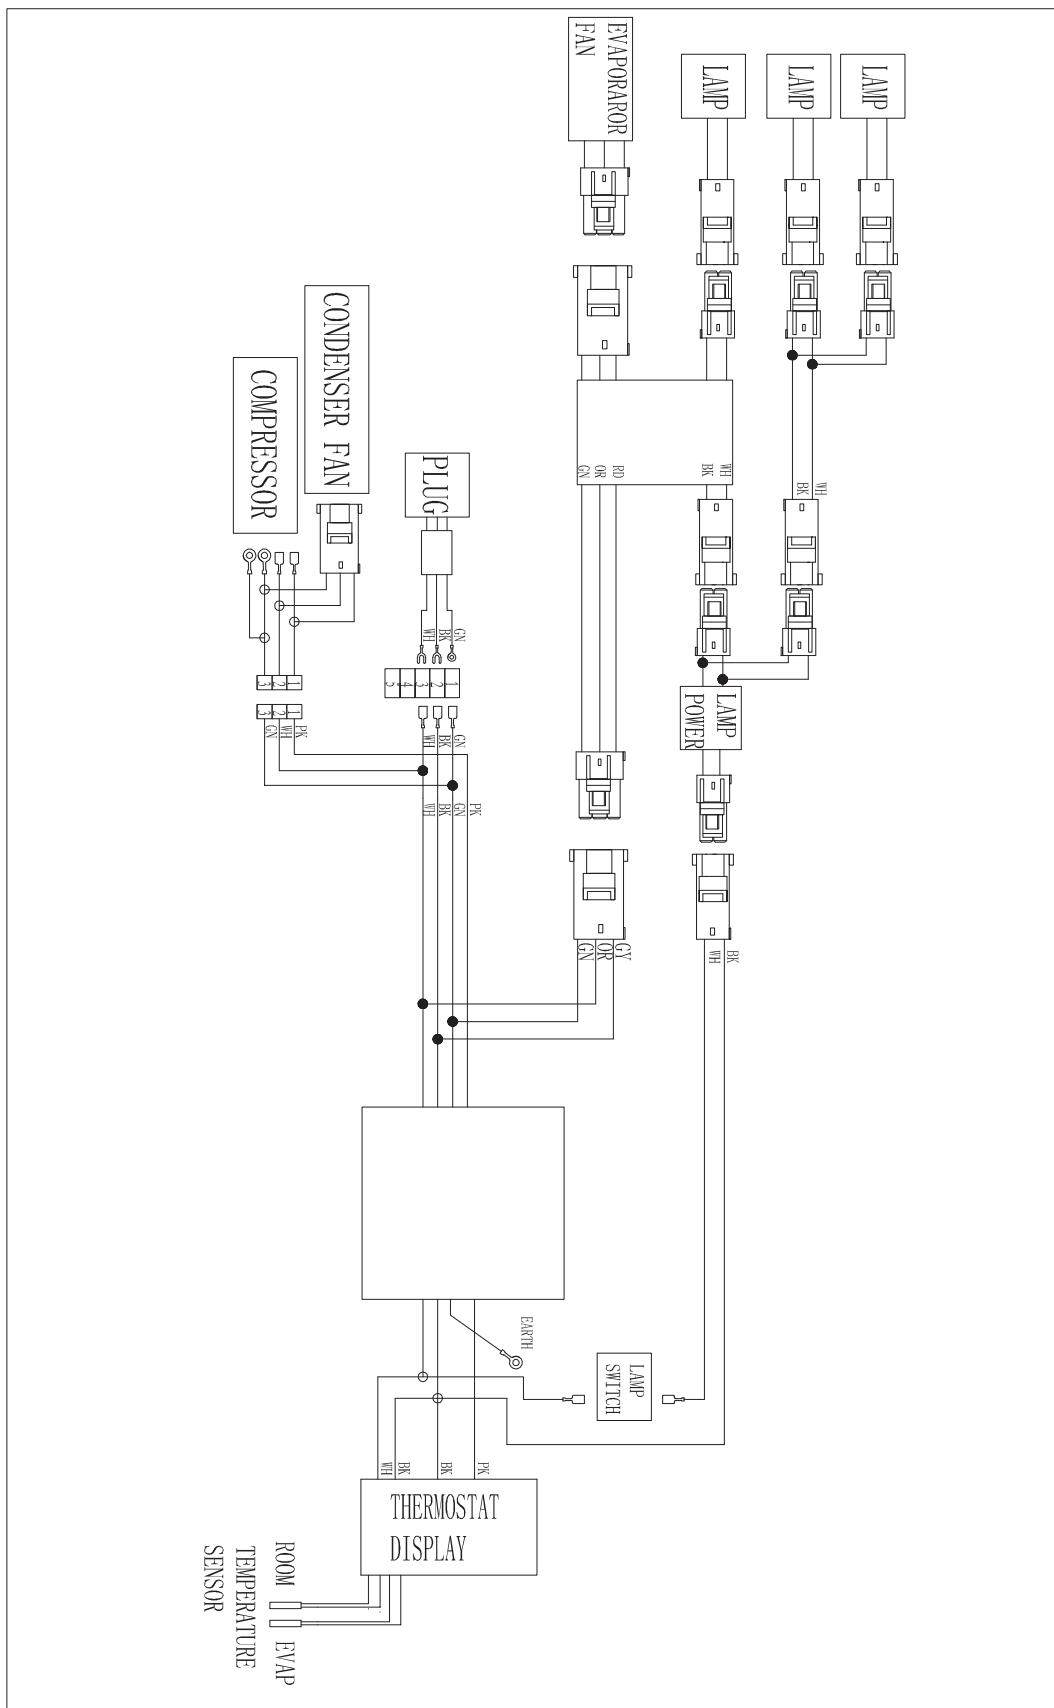 EVAPORAROR
FAN
LAMP
LAMP
LAMP
CONDENSER FAN
COMPRESSOR
PLUG
GN
OR
RD
BK
WH
BK
WH
WH
BK
GN
1
2
3
4
5
1
2
3
1
2
3
PK
WH
GN
WH
BK
GN
WH
BK
GN
PK
LAMP
POWER
GN
OR
GY
WH
BK
EARTH
LAMP
SWITCH
WH
BK
BK
PK
THERMOSTAT
DISPLAY
ROOM
EVAP
TEMPERATURE
SENSOR